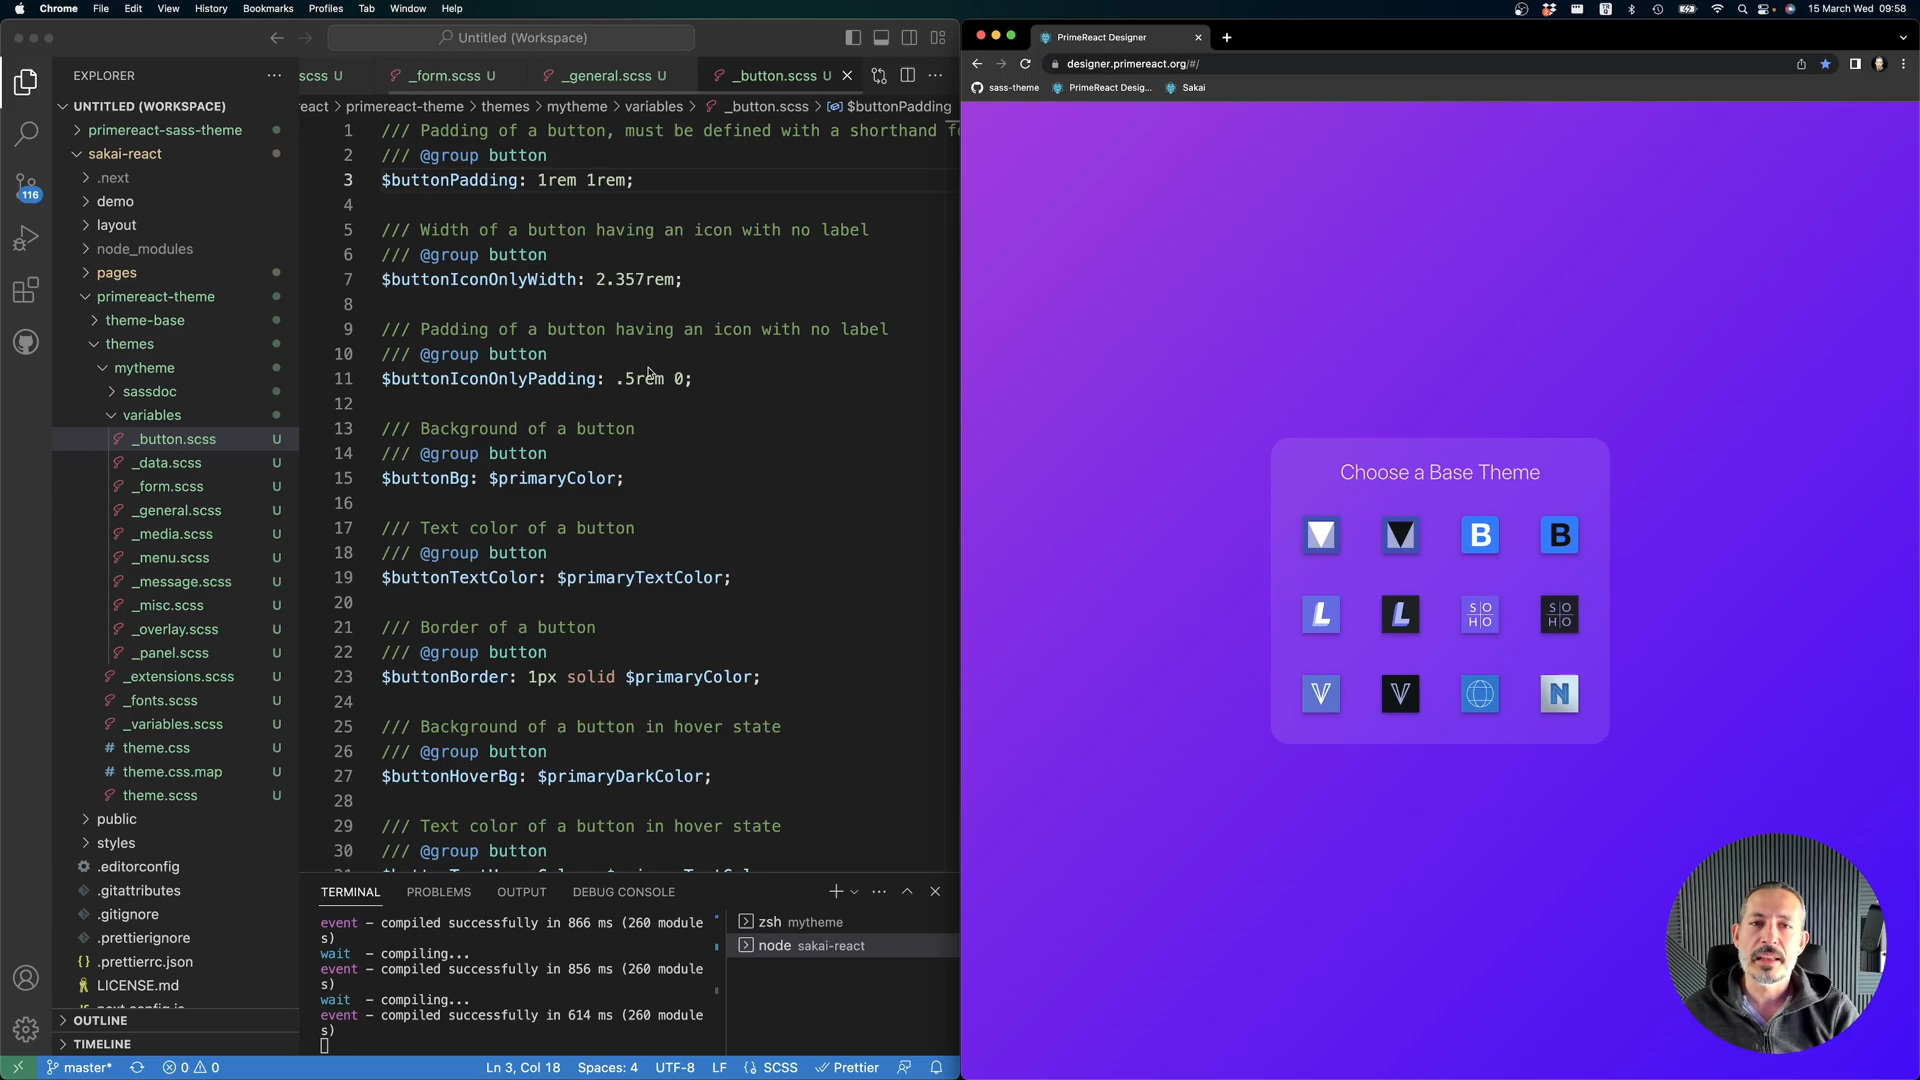 Chrome File Edit View History Bookmarks Profiles Tab Window Help
15 March Wed 09:58
Untitled (Workspace)
EXPLORER
UNTITLED (WORKSPACE)
primereact-sass-theme
sakai-react
.next
demo
layout
node_modules
pages
primereact-theme
theme-base
themes
mytheme
sassdoc
variables
_button.scss U
_data.scss U
_form.scss U
_general.scss U
_media.scss U
_menu.scss U
_message.scss U
_misc.scss U
_overlay.scss U
_panel.scss U
_extensions.scss U
_fonts.scss U
_variables.scss U
# theme.css U
# theme.css.map U
theme.scss U
public
styles
.editorconfig
.gitattributes
.gitignore
.prettierignore
{} .prettierrc.json
LICENSE.md
OUTLINE
TIMELINE
116
scss U _form.scss U _general.scss U _button.scss U
react > primereact-theme > themes > mytheme > variables > _button.scss > $buttonPadding
1 /// Padding of a button, must be defined with a shorthand
2 /// @group button
3 $buttonPadding: 1rem 1rem;
4
5 /// Width of a button having an icon with no label
6 /// @group button
7 $buttonIconOnlyWidth: 2.357rem;
8
9 /// Padding of a button having an icon with no label
10 /// @group button
11 $buttonIconOnlyPadding: .5rem 0;
12
13 /// Background of a button
14 /// @group button
15 $buttonBg: $primaryColor;
16
17 /// Text color of a button
18 /// @group button
19 $buttonTextColor: $primaryTextColor;
20
21 /// Border of a button
22 /// @group button
23 $buttonBorder: 1px solid $primaryColor;
24
25 /// Background of a button in hover state
26 /// @group button
27 $buttonHoverBg: $primaryDarkColor;
28
29 /// Text color of a button in hover state
30 /// @group button
TERMINAL PROBLEMS OUTPUT DEBUG CONSOLE
event - compiled successfully in 866 ms (260 module
s)
wait - compiling...
event - compiled successfully in 856 ms (260 module
s)
wait - compiling...
event - compiled successfully in 614 ms (260 module
s)
zsh mytheme
node sakai-react
master* 0 0 Ln 3, Col 18 Spaces: 4 UTF-8 LF {} SCSS Prettier
PrimeReact Designer
designer.primereact.org/#/
sass-theme PrimeReact Desig... Sakai
Choose a Base Theme
B B
L L SO HO SO HO
V V N